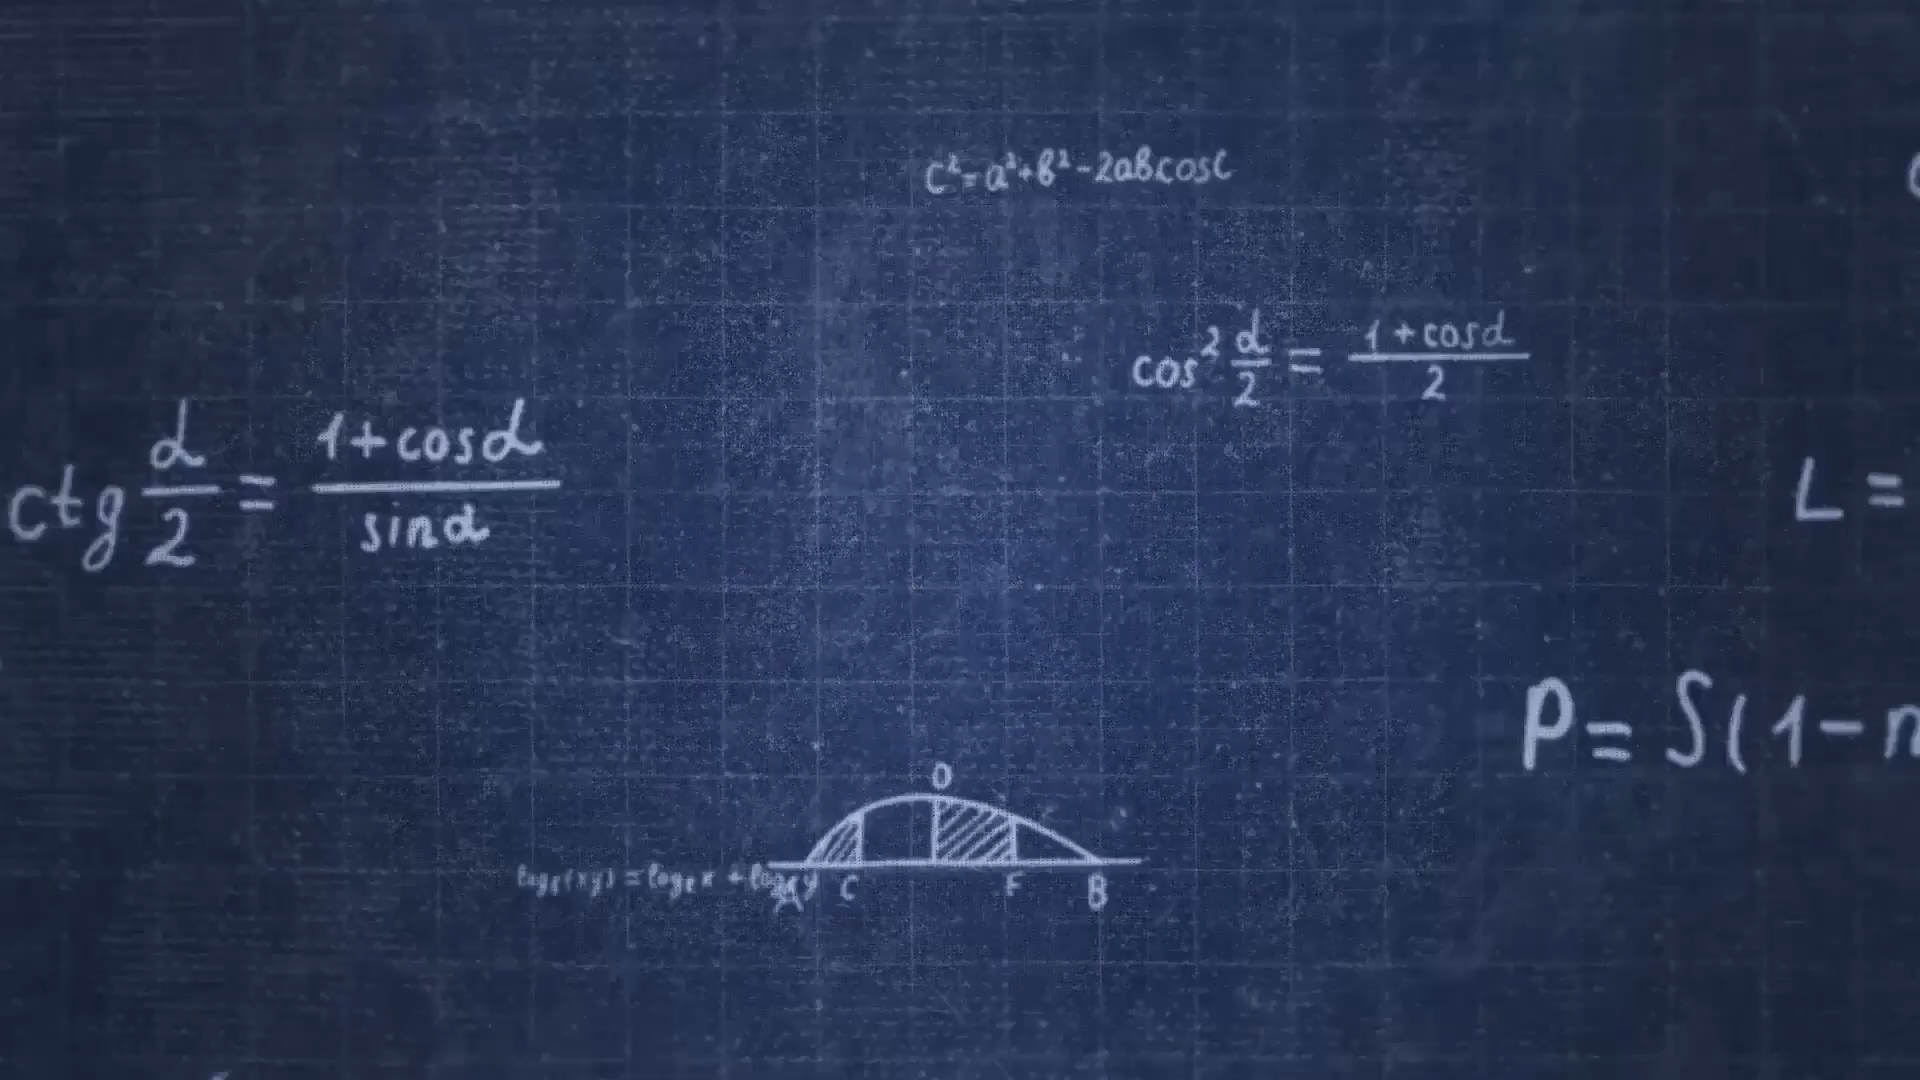 c² = a² + b² - 2abcosC
cos² α/2 = (1 + cosα)/2
ctg α/2 = (1 + cosα)/sinα
L =
P = S(1 - n
O
C F B